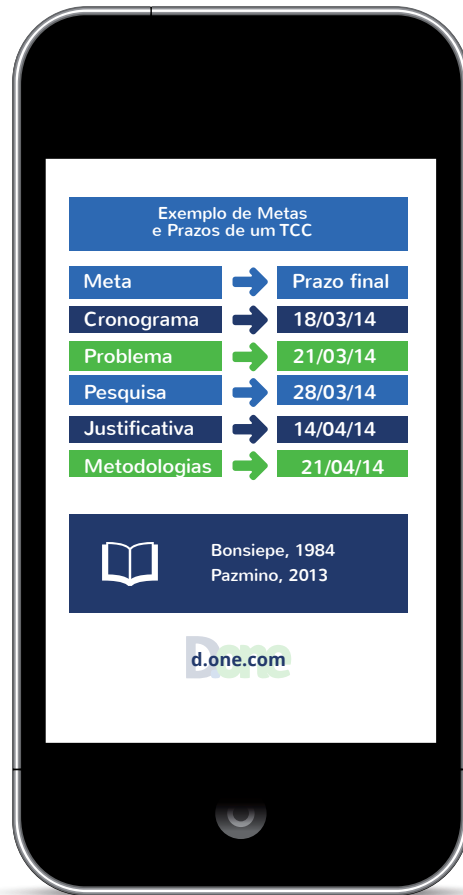 Exemplo de Metas
e Prazos de um TCC
Meta Prazo final
Cronograma 18/03/14
Problema 21/03/14
Pesquisa 28/03/14
Justificativa 14/04/14
Metodologias 21/04/14
Bonsiepe, 1984
Pazmino, 2013
Done
d.one.com